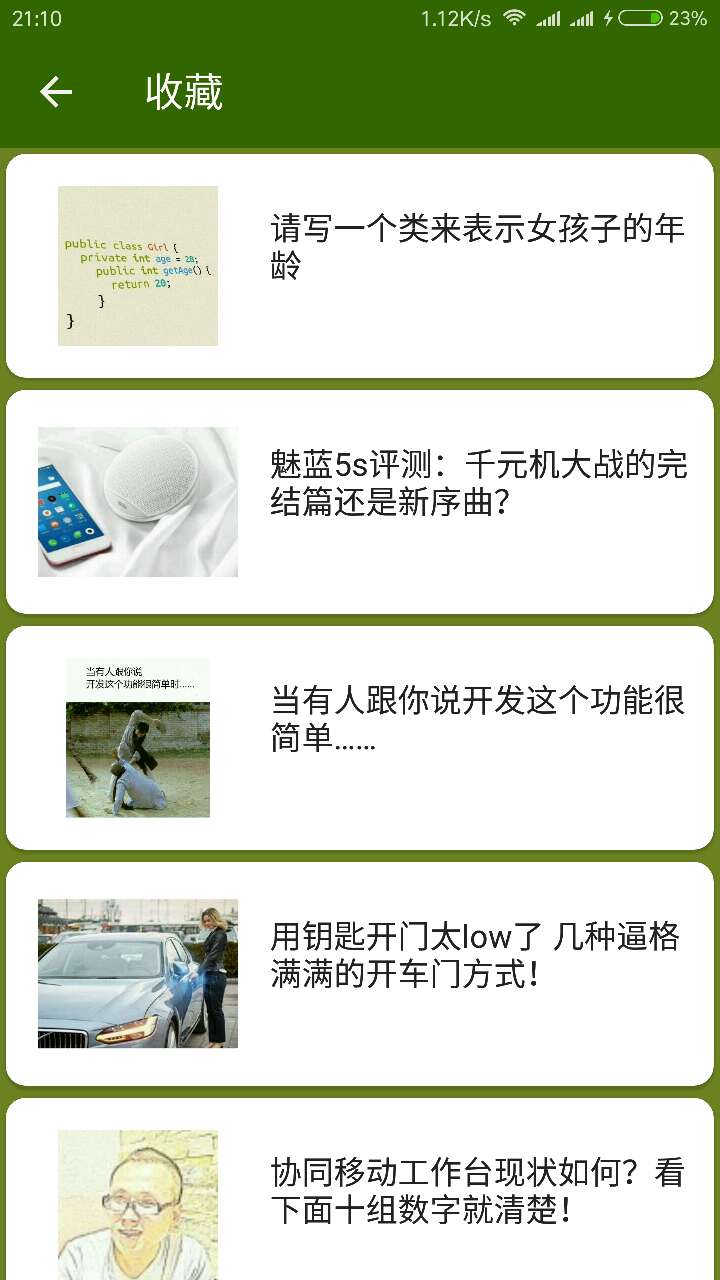 21:10
1.12K/s
23%
收藏
public class Girl {
private int age = 20;
public int getAge() {
return 20;
}
}
请写一个类来表示女孩子的年
龄
魅蓝5s评测：千元机大战的完
结篇还是新序曲？
当有人跟你说
开发这个功能很简单时......
当有人跟你说开发这个功能很
简单......
用钥匙开门太low了 几种逼格
满满的开车门方式！
协同移动工作台现状如何？看
下面十组数字就清楚！